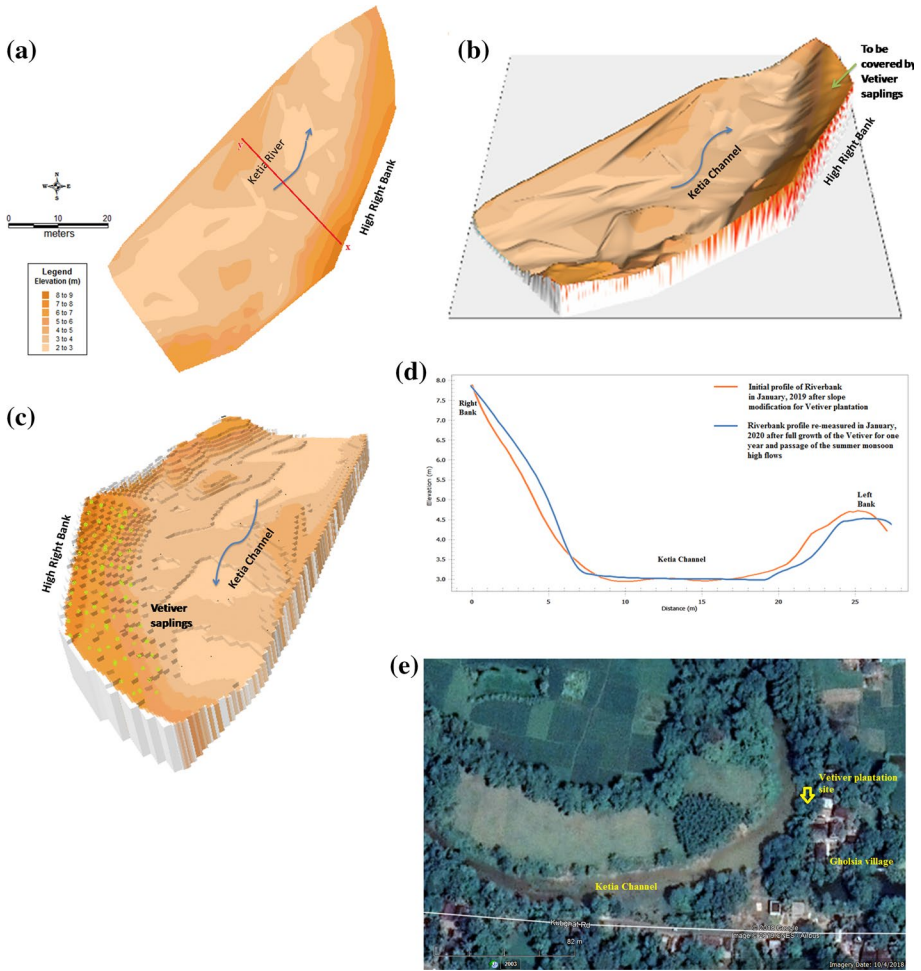 (a)
Ketia River
y
x
High Right Bank
N
W
E
S
0 10 20
meters
Legend
Elevation (m)
8 to 9
7 to 8
6 to 7
5 to 6
4 to 5
3 to 4
2 to 3
(b)
To be
covered by
Vetiver
saplings
High Right Bank
Ketia Channel
(c)
High Right Bank
Ketia Channel
Vetiver
saplings
(d)
Initial profile of Riverbank
in January, 2019 after slope
modification for Vetiver plantation
Riverbank profile re-measured in January,
2020 after full growth of the Vetiver for one
year and passage of the summer monsoon
high flows
Right
Bank
Left
Bank
Ketia Channel
Elevation (m)
8.0
7.5
7.0
6.5
6.0
5.5
5.0
4.5
4.0
3.5
3.0
0 5 10 15 20 25
Distance (m)
(e)
Vetiver plantation
site
Gholsia village
Ketia Channel
82 m
2003
Imagery Date: 10/4/2018